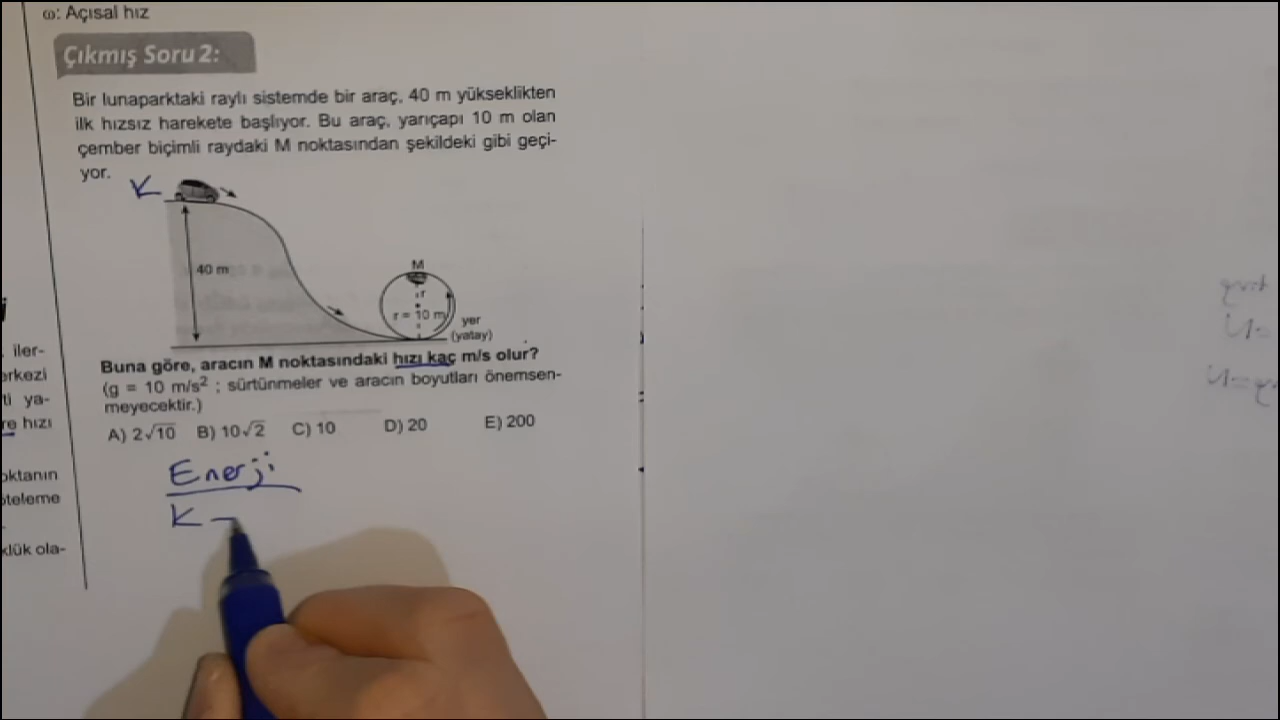 ω: Açısal hız
Çıkmış Soru 2:
Bir lunaparktaki raylı sistemde bir araç, 40 m yükseklikten
ilk hızsız harekete başlıyor. Bu araç, yarıçapı 10 m olan
çember biçimli raydaki M noktasından şekildeki gibi geçi-
yor.
K
40 m
M
r
r = 10 m
yer
(yatay)
Buna göre, aracın M noktasındaki hızı kaç m/s olur?
(g = 10 m/s² ; sürtünmeler ve aracın boyutları önemsen-
meyecektir.)
A) 2√10 B) 10√2 C) 10 D) 20 E) 200
Enerji
K –
iler-
erkezi
ti ya-
re hızı
oktanın
öteleme
klük ola-